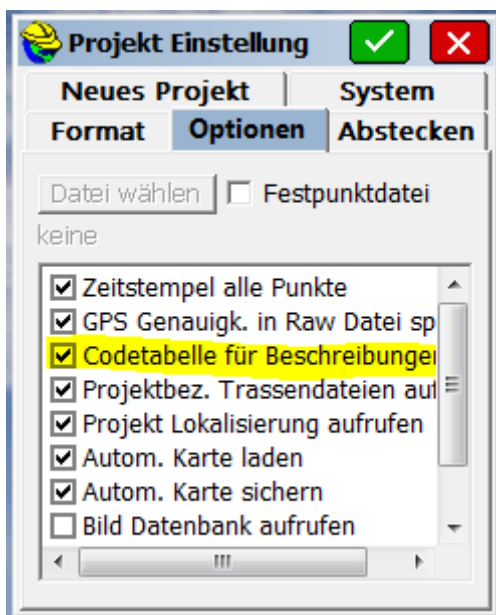 Projekt Einstellung
Neues Projekt System
Format Optionen Abstecken
Datei wählen Festpunktdatei
keine
Zeitstempel alle Punkte
GPS Genauigk. in Raw Datei sp
Codetabelle für Beschreibunge
Projektbez. Trassendateien auf
Projekt Lokalisierung aufrufen
Autom. Karte laden
Autom. Karte sichern
Bild Datenbank aufrufen